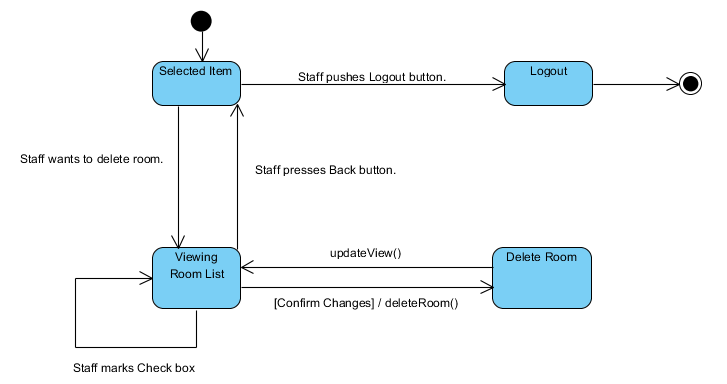 Selected Item
Staff pushes Logout button.
Logout
Staff wants to delete room.
Staff presses Back button.
Viewing
Room List
updateView()
Delete Room
[Confirm Changes] / deleteRoom()
Staff marks Check box